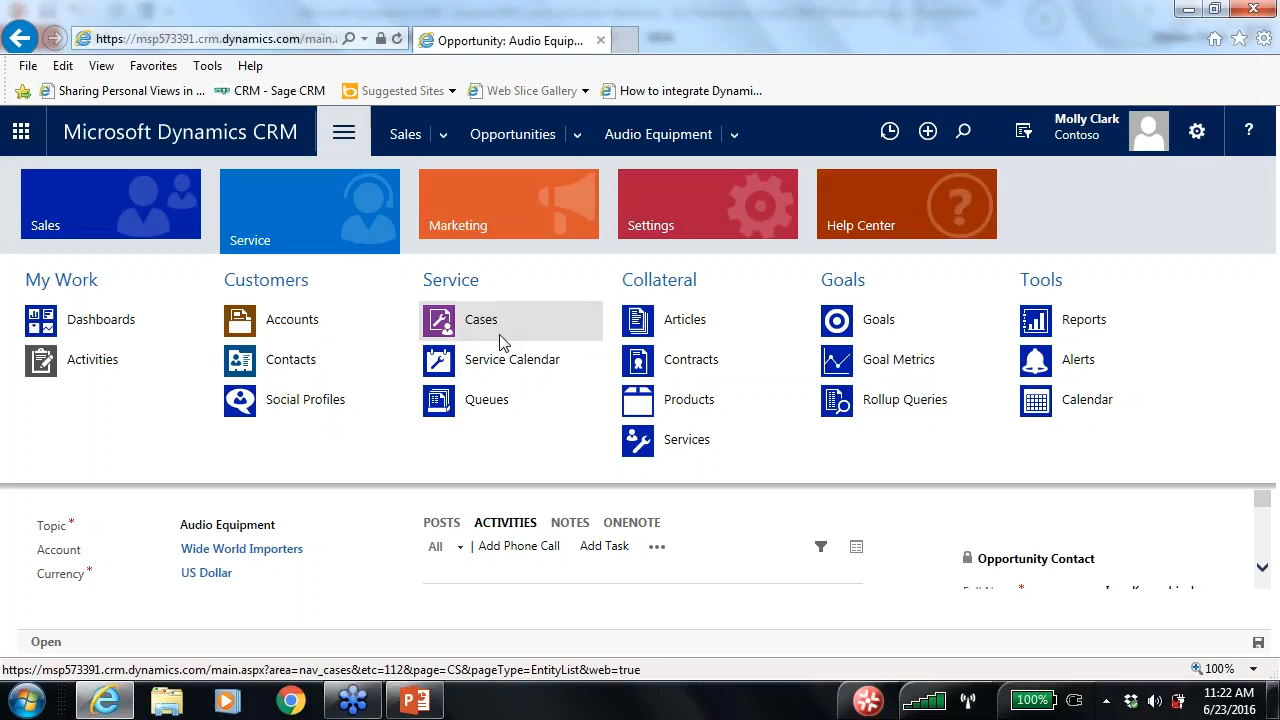 https://msp573391.crm.dynamics.com/main.
Opportunity: Audio Equip...
File Edit View Favorites Tools Help
Sharing Personal Views in ... sage CRM CRM - Sage CRM Suggested Sites Web Slice Gallery How to integrate Dynami...
Microsoft Dynamics CRM Sales Opportunities Audio Equipment
Molly Clark
Contoso
?
Sales Service Marketing Settings Help Center
My Work Customers Service Collateral Goals Tools
Dashboards Accounts Cases Articles Goals Reports
Activities Contacts Service Calendar Contracts Goal Metrics Alerts
Social Profiles Queues Products Rollup Queries Calendar
Services
Topic* Audio Equipment
Account Wide World Importers
Currency* US Dollar
POSTS ACTIVITIES NOTES ONENOTE
All | Add Phone Call Add Task ...
Opportunity Contact
Open
https://msp573391.crm.dynamics.com/main.aspx?area=nav_cases&etc=112&page=CS&pageType=EntityList&web=true
100%
100%
11:22 AM
6/23/2016